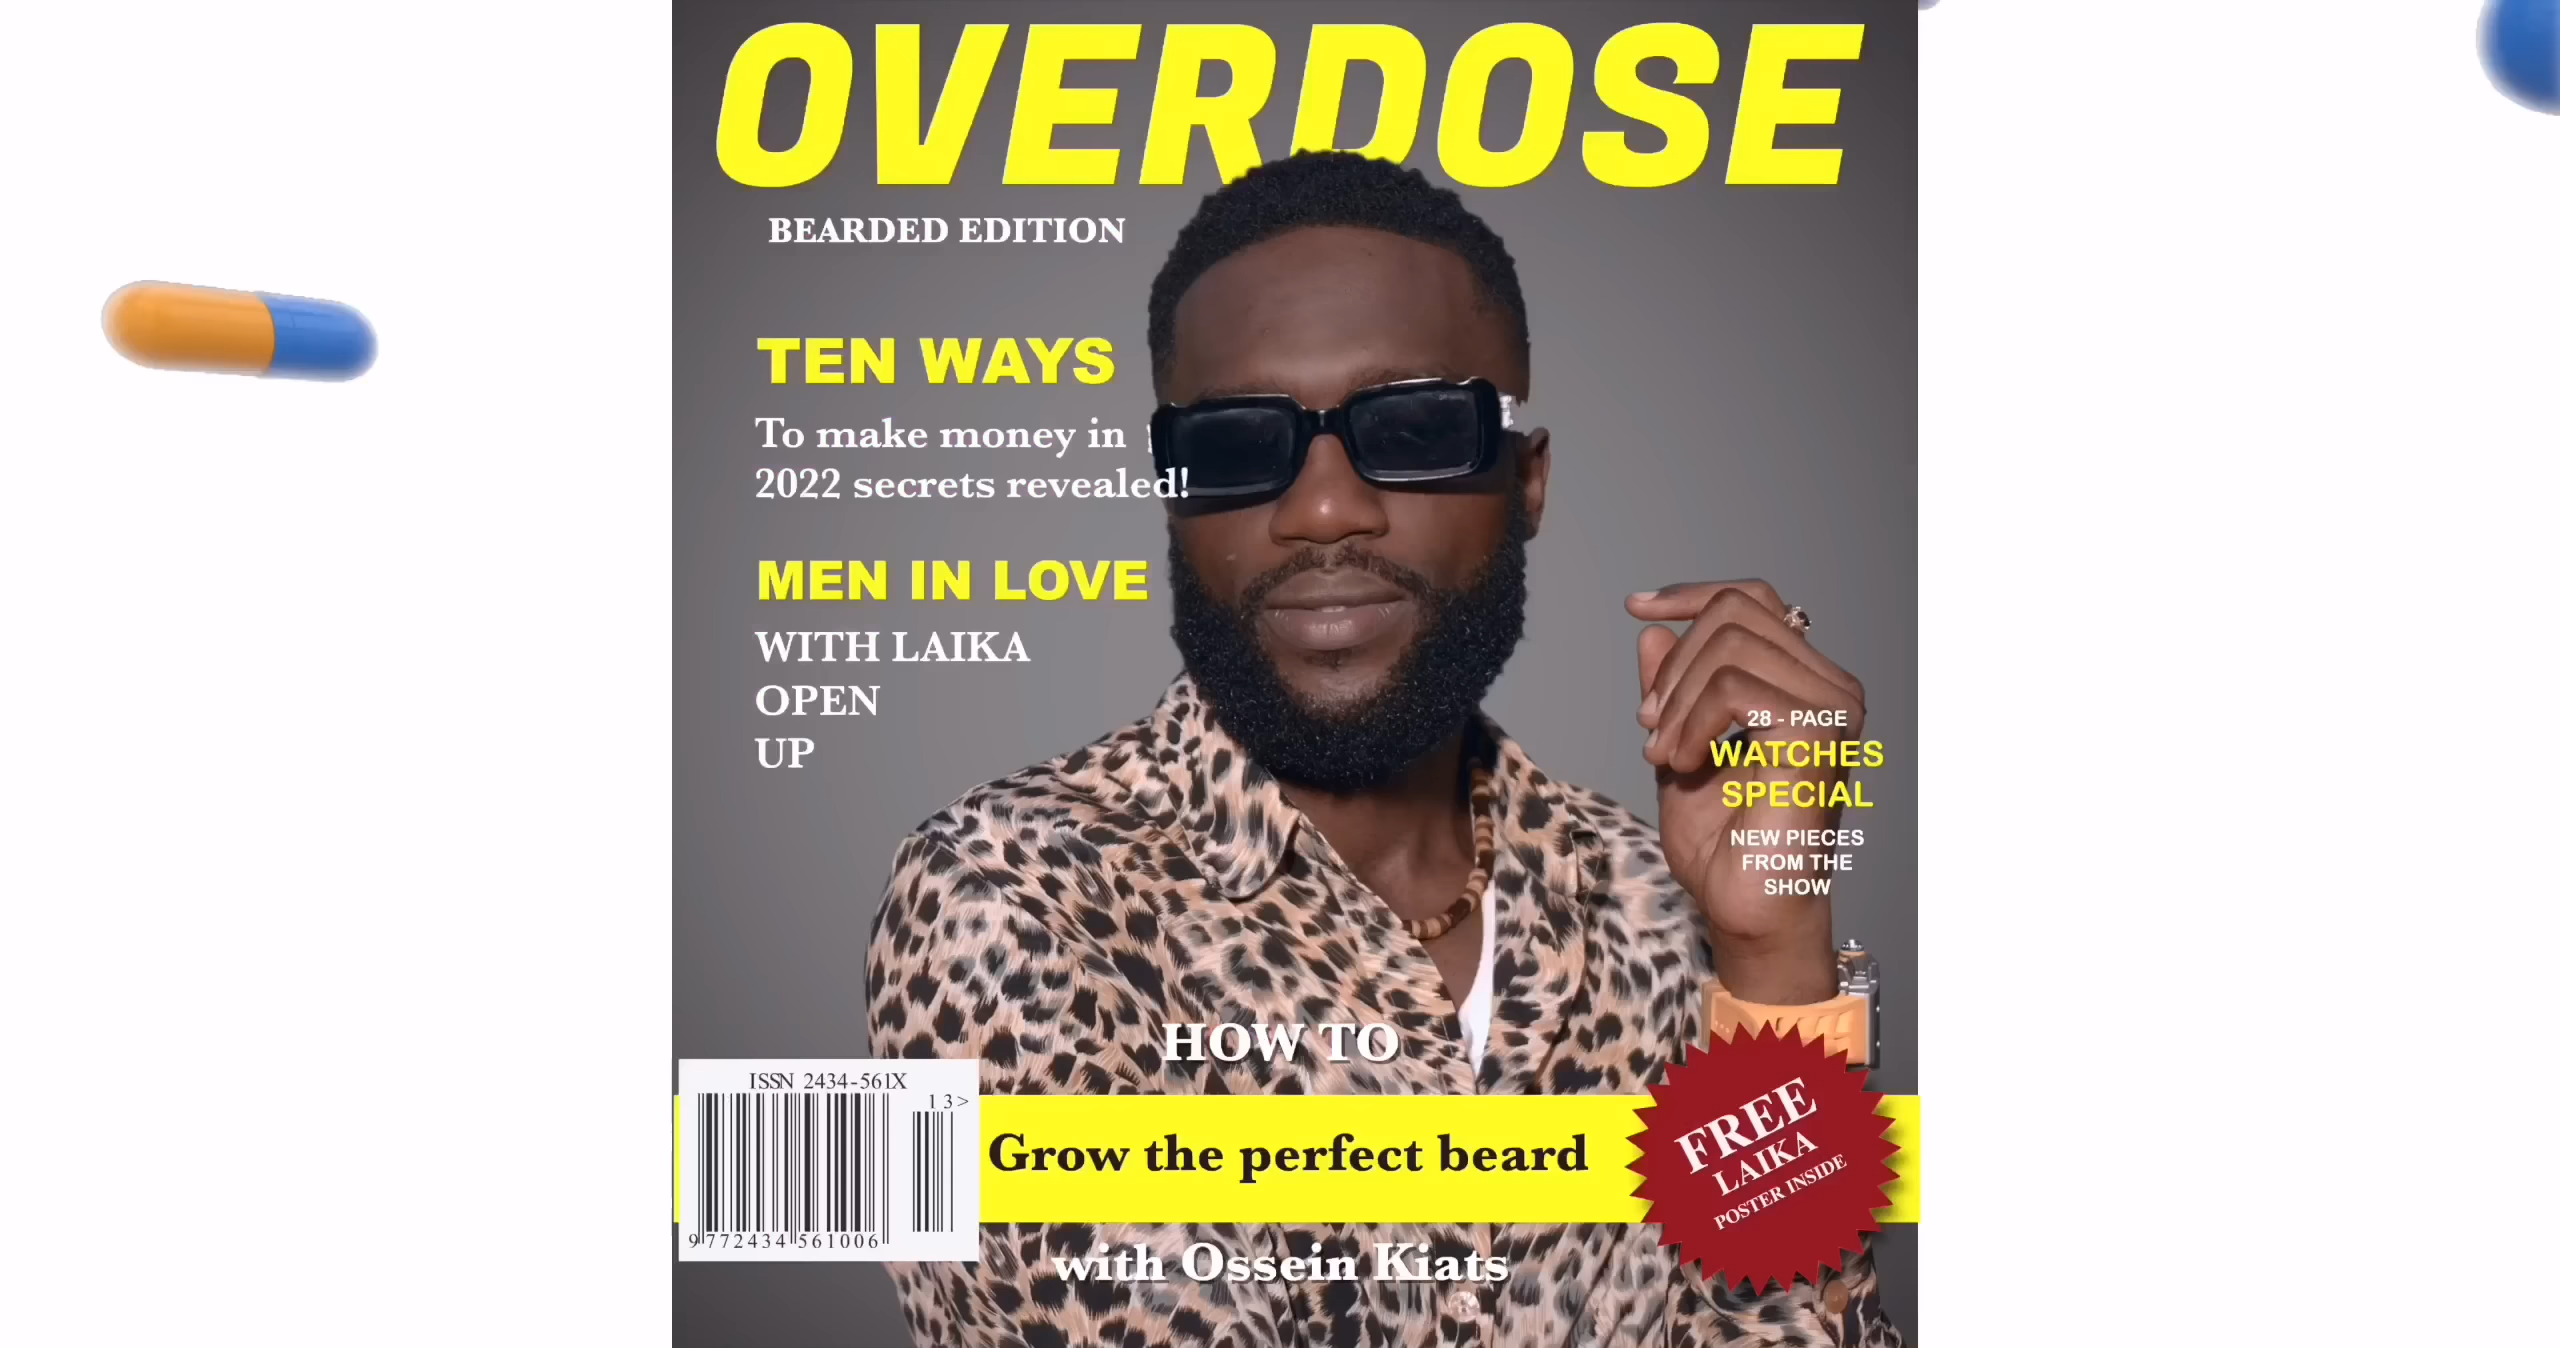 OVERDOSE
BEARDED EDITION
TEN WAYS
To make money in
2022 secrets revealed!
MEN IN LOVE
WITH LAIKA
OPEN
UP
28 - PAGE
WATCHES
SPECIAL
NEW PIECES
FROM THE
SHOW
HOW TO
Grow the perfect beard
with Ossein Kiats
ISSN 2434-561X
13>
9 772434 561006
FREE
LAIKA
POSTER INSIDE